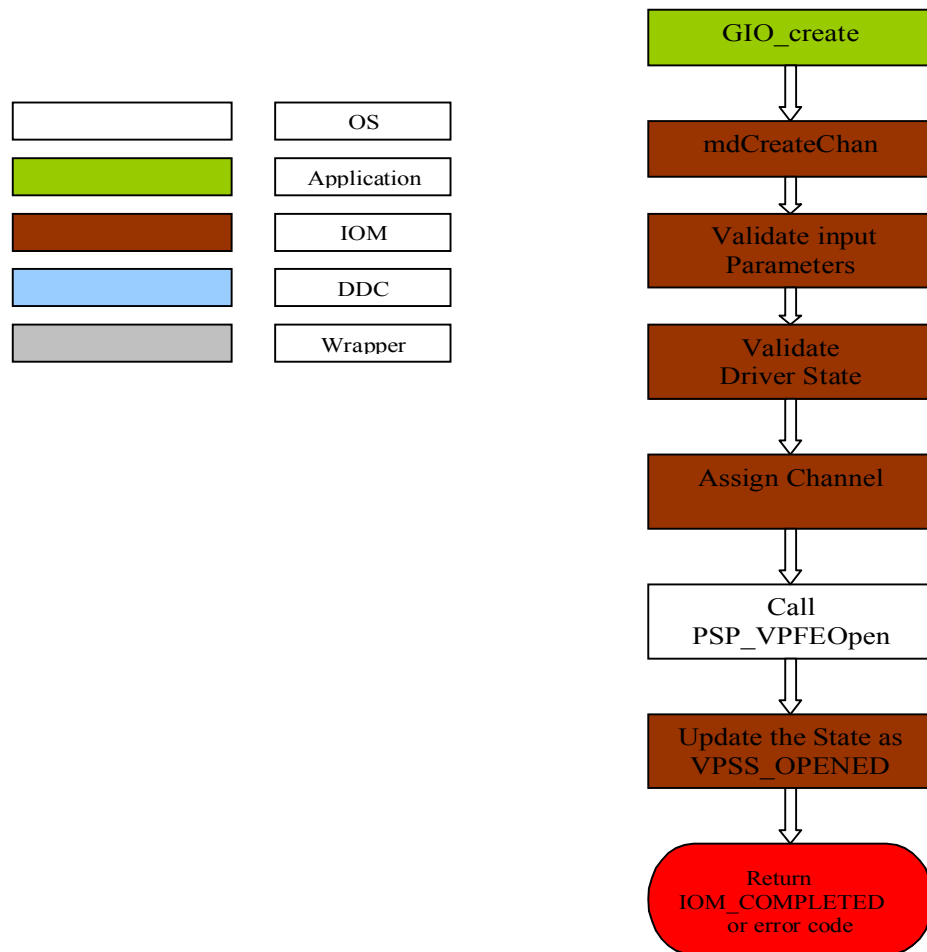 GIO_create
OS
mdCreateChan
Application
IOM
Validate input
Parameters
DDC
Wrapper
Validate
Driver State
Assign Channel
Call
PSP_VPFEOpen
Update the State as
VPSS_OPENED
Return
IOM_COMPLETED
or error code